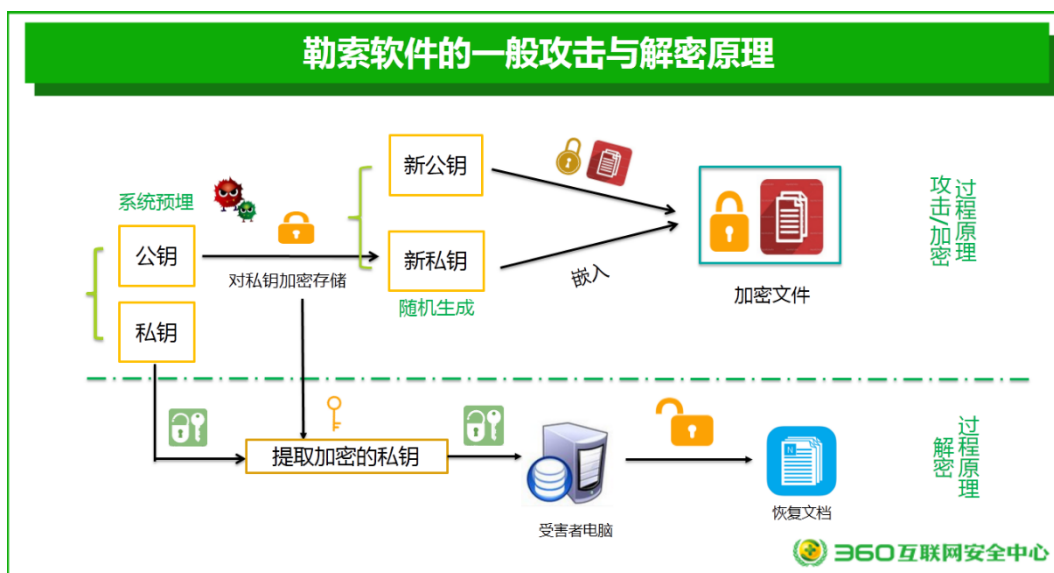 勒索软件的一般攻击与解密原理
系统预埋
公钥
私钥
对私钥加密存储
新公钥
新私钥
随机生成
嵌入
加密文件
攻击/加密
过程原理
提取加密的私钥
受害者电脑
N
恢复文档
解密
过程原理
360互联网安全中心